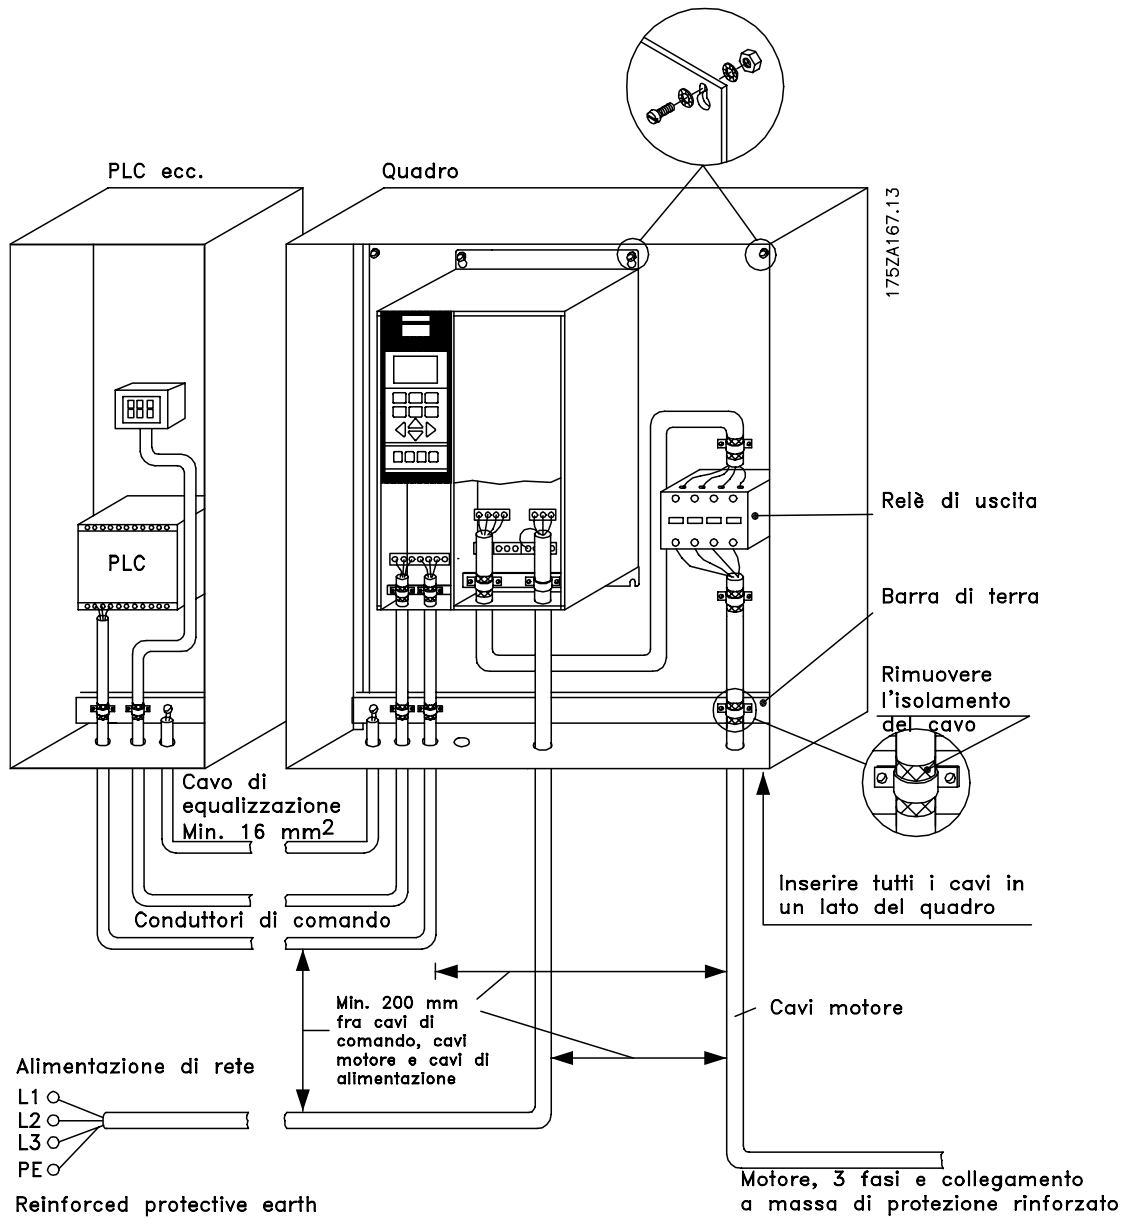 PLC ecc.
Quadro
175ZA167.13
PLC
Relè di uscita
Barra di terra
Rimuovere
l'isolamento
del cavo
Cavo di
equalizzazione
Min. 16 mm2
Inserire tutti i cavi in
un lato del quadro
Conduttori di comando
Min. 200 mm
fra cavi di
comando, cavi
motore e cavi di
alimentazione
Cavi motore
Alimentazione di rete
L1
L2
L3
PE
Reinforced protective earth
Motore, 3 fasi e collegamento
a massa di protezione rinforzato